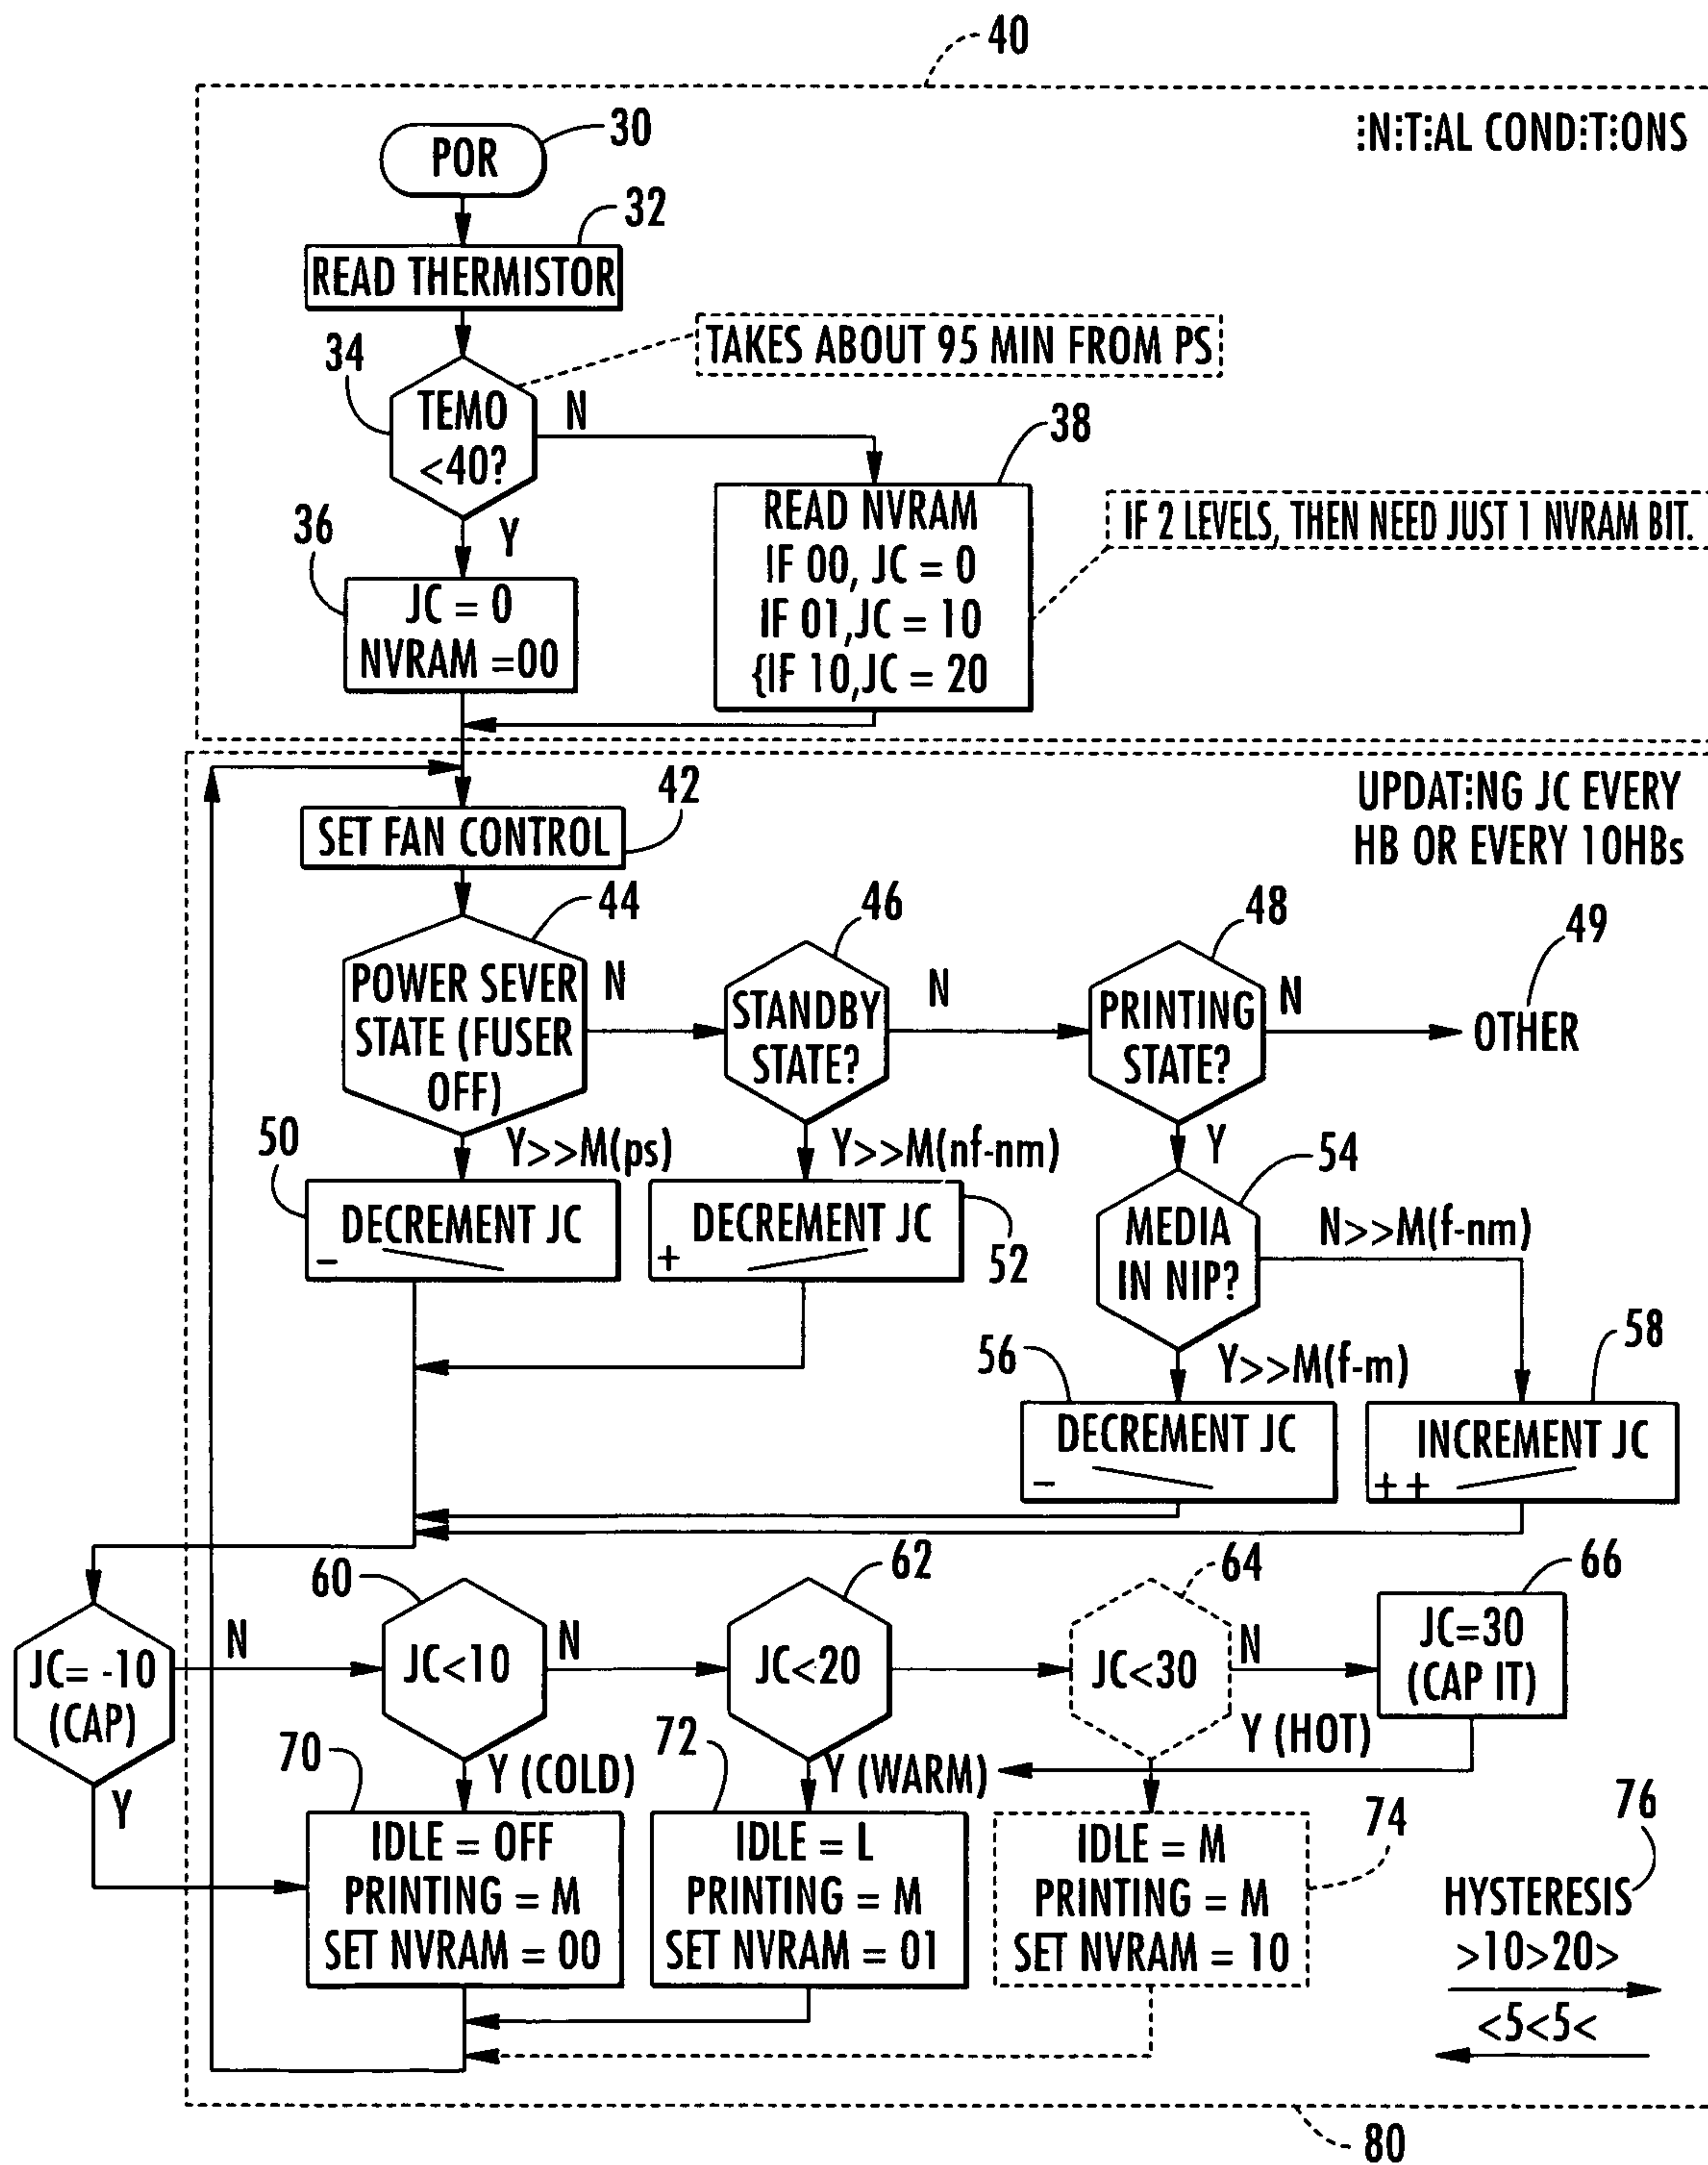 40
INITIAL CONDITIONS
30
POR
32
READ THERMISTOR
34
TAKES ABOUT 95 MIN FROM PS
TEMO
<40?
N
38
Y
36
READ NVRAM
IF 00, JC = 0
IF 01,JC = 10
{IF 10,JC = 20
IF 2 LEVELS, THEN NEED JUST 1 NVRAM BIT.
JC = 0
NVRAM =00
UPDATING JC EVERY
HB OR EVERY 10HBs
42
SET FAN CONTROL
44
46
48
49
POWER SEVER
STATE (FUSER
OFF)
N
STANDBY
STATE?
N
PRINTING
STATE?
N
OTHER
50
Y>>M(ps)
Y>>M(nf-nm)
Y
54
DECREMENT JC
−
DECREMENT JC
+
52
MEDIA
IN NIP?
N>>M(f-nm)
56
Y>>M(f-m)
58
DECREMENT JC
−
INCREMENT JC
++
60
62
64
66
JC= -10
(CAP)
N
JC<10
N
JC<20
JC<30
N
JC=30
(CAP IT)
Y
70
Y (COLD)
72
Y (WARM)
Y (HOT)
74
76
IDLE = OFF
PRINTING = M
SET NVRAM = 00
IDLE = L
PRINTING = M
SET NVRAM = 01
IDLE = M
PRINTING = M
SET NVRAM = 10
HYSTERESIS
>10>20>
<5<5<
80